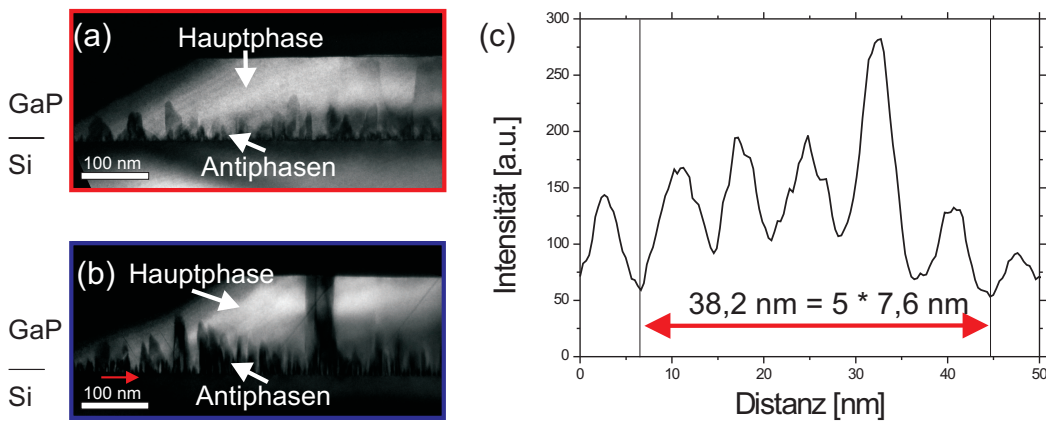 (a)
Hauptphase
GaP
Si
Antiphasen
100 nm
(b)
Hauptphase
GaP
Si
Antiphasen
100 nm
(c)
300
250
200
150
100
50
0
Intensität [a.u.]
38,2 nm = 5 * 7,6 nm
0 10 20 30 40 50
Distanz [nm]